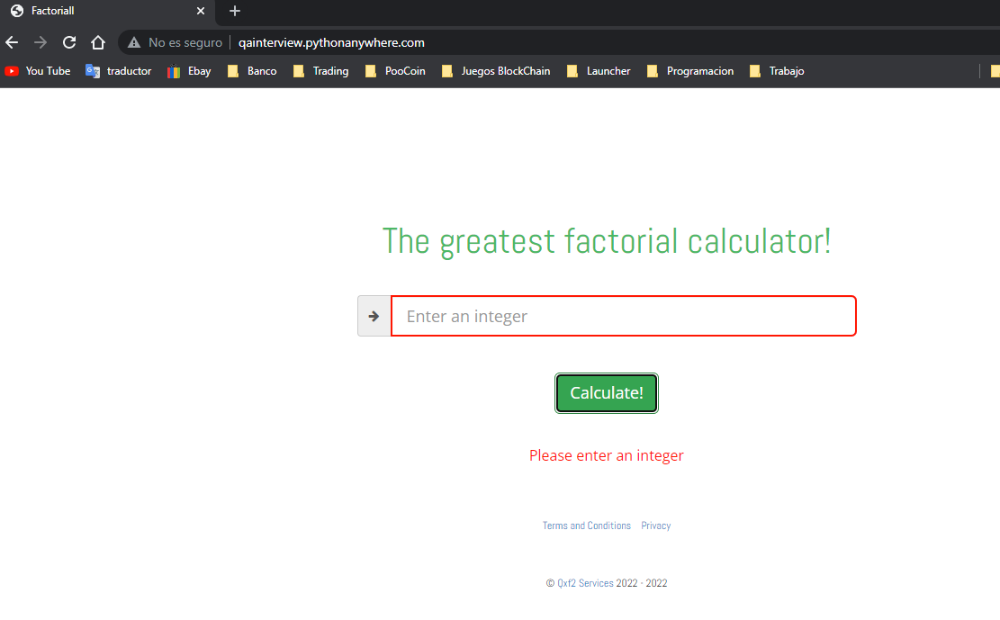 Factoriall
No es seguro qainterview.pythonanywhere.com
You Tube traductor Ebay Banco Trading PooCoin Juegos BlockChain Launcher Programacion Trabajo
The greatest factorial calculator!
Enter an integer
Calculate!
Please enter an integer
Terms and Conditions Privacy
© Qxf2 Services 2022 - 2022